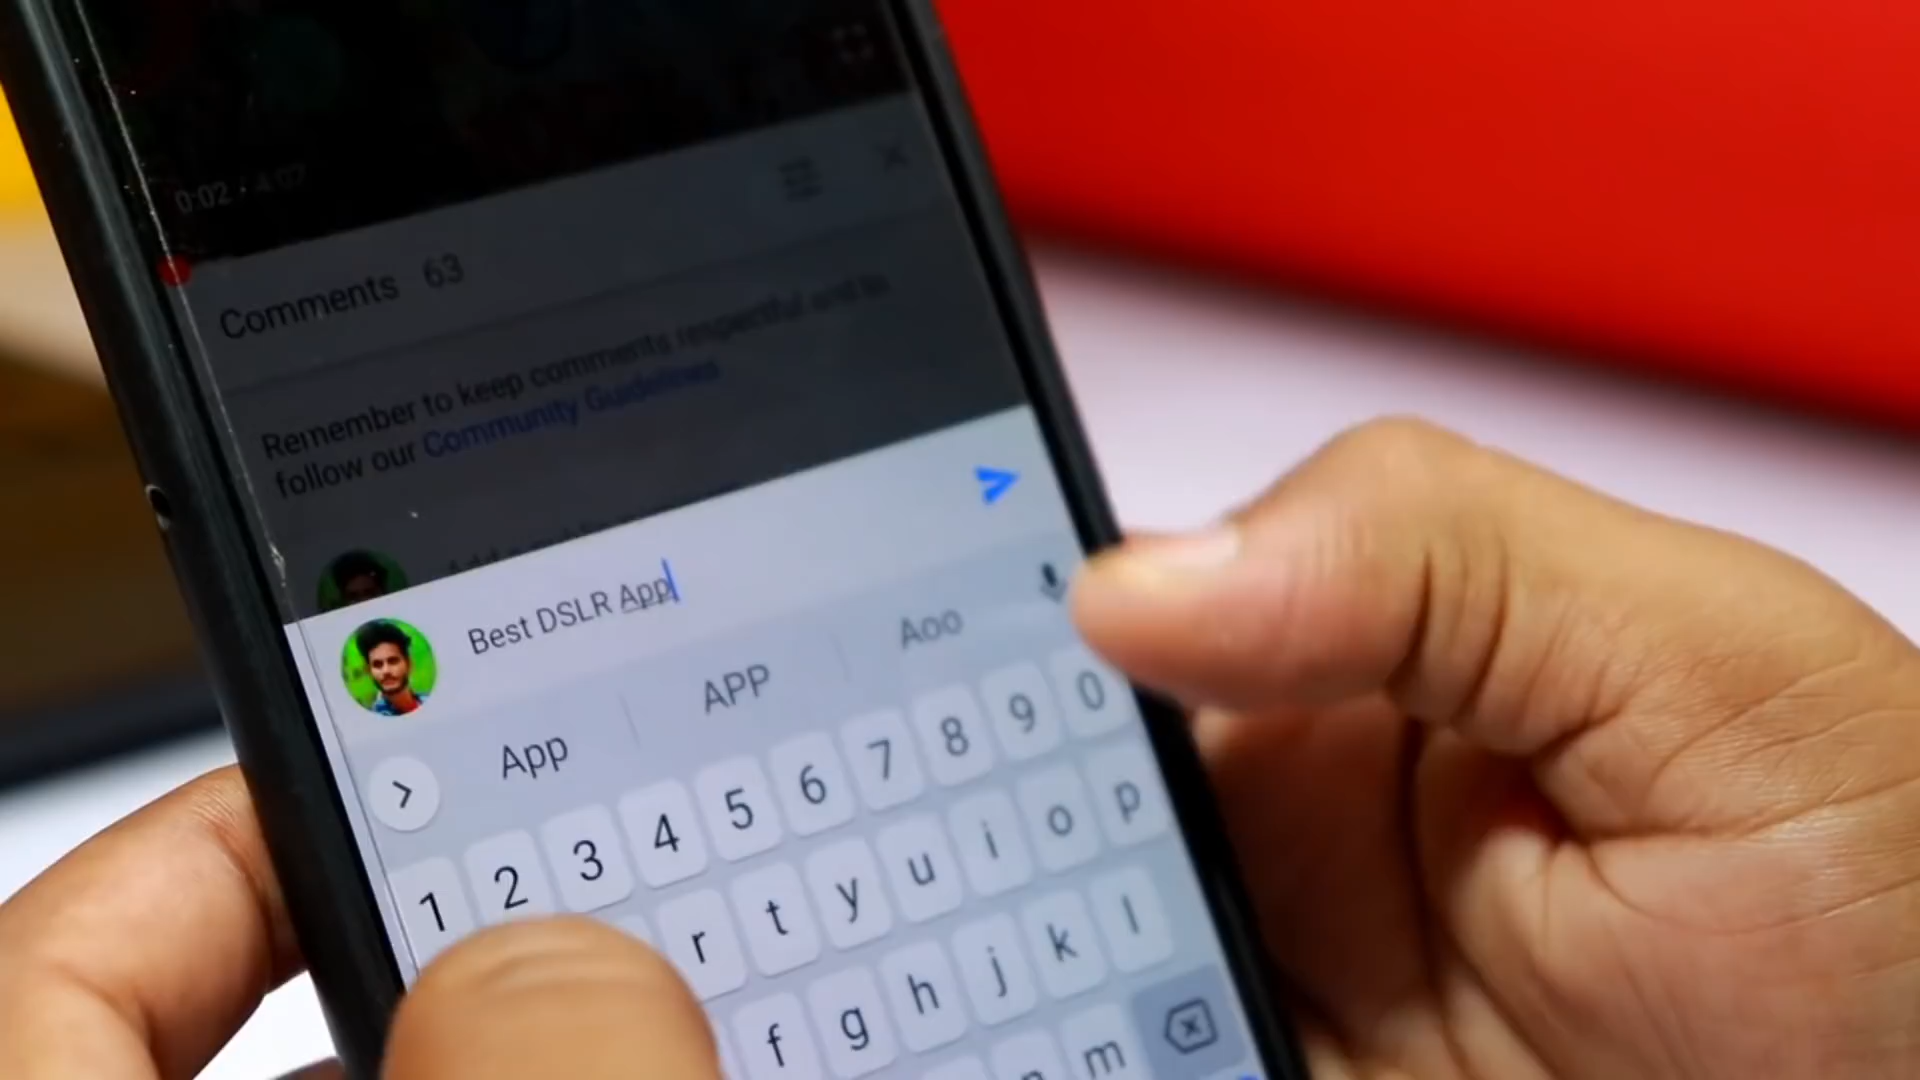 0:02 / 4:07
Comments 63
Remember to keep comments respectful and to
follow our Community Guidelines
Best DSLR App
App APP Aoo
1 2 3 4 5 6 7 8 9 0
r t y u i o p
f g h j k l
m